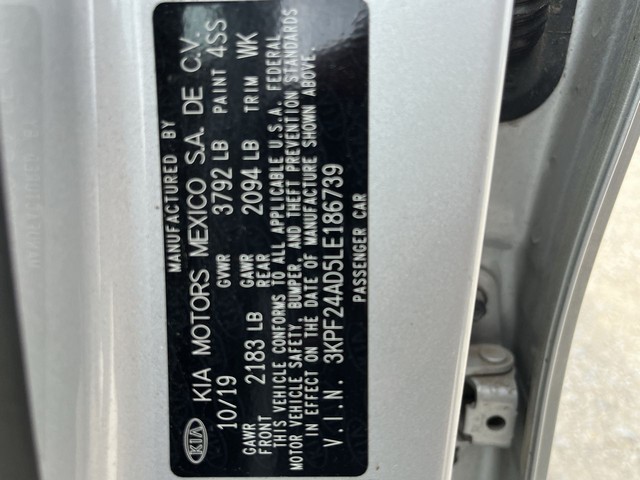 MANUFACTURED BY
KIA KIA MOTORS MEXICO S.A. DE C.V.
10/19 GVWR 3792 LB PAINT 4SS
GAWR FRONT 2183 LB GAWR REAR 2094 LB TRIM WK
THIS VEHICLE CONFORMS TO ALL APPLICABLE U.S.A. FEDERAL
MOTOR VEHICLE SAFETY, BUMPER, AND THEFT PREVENTION STANDARDS
IN EFFECT ON THE DATE OF MANUFACTURE SHOWN ABOVE.
V.I.N. 3KPF24AD5LE186739
PASSENGER CAR